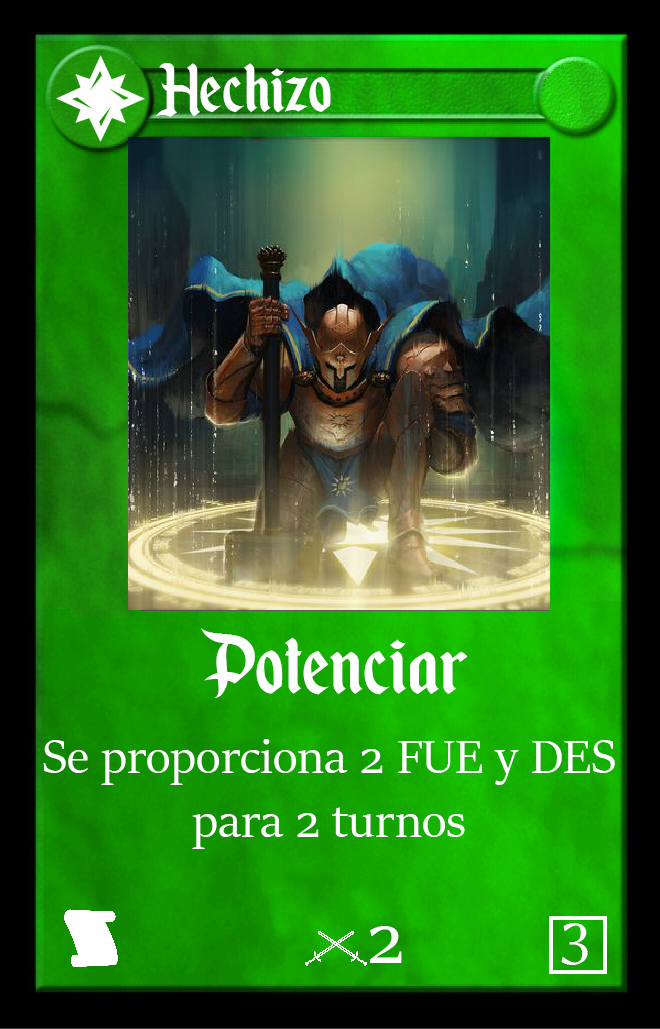 Hechizo
Potenciar
Se proporciona 2 FUE y DES
para 2 turnos
2
3